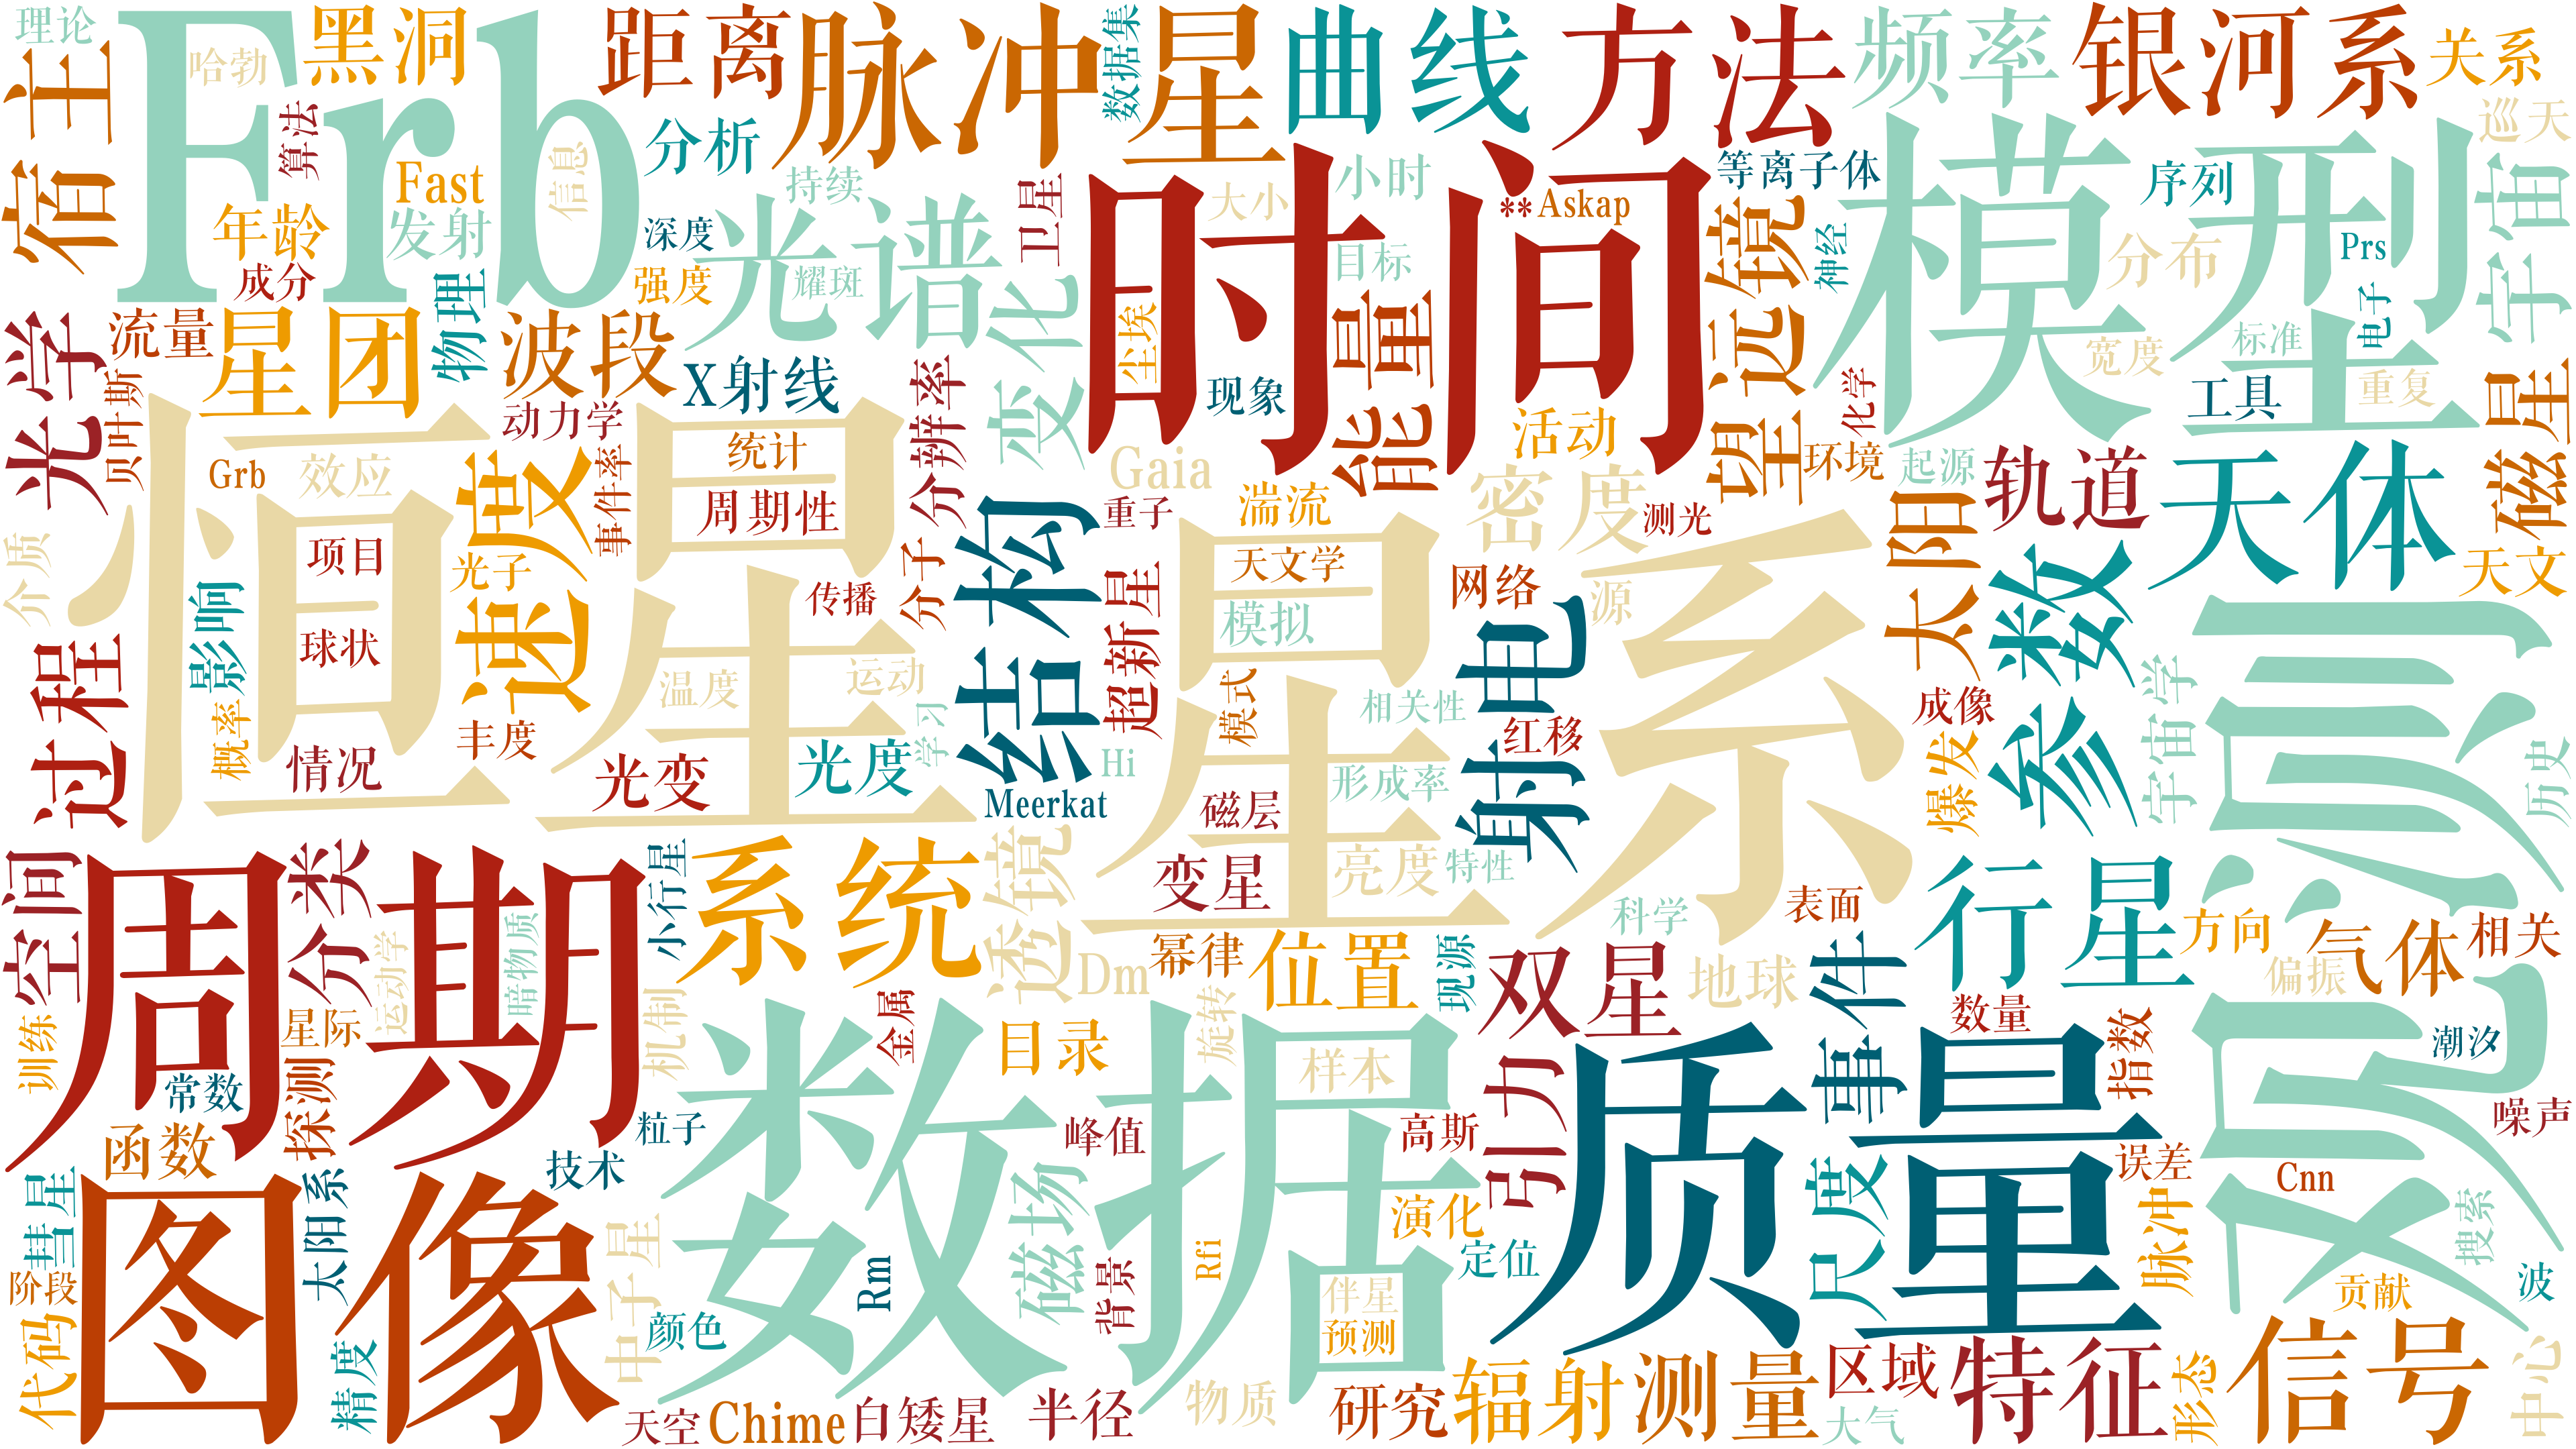 理论
宿主
Frb
哈勃
黑洞
算法
Fast
信息
年龄
发射
成分
物理
距离
脉冲星
数据集
分析
持续
深度
强度
光谱
耀斑
卫星
变化
尘埃
曲线
方法
大小
小时
目标
时间
**
Askap
频率
等离子体
银河系
关系
巡天
宇宙
序列
模型
分布
Prs
电子
神经
望远镜
宽度
标准
工具
重复
磁星
光学
流量
星团
波段
X射线
贝叶斯
动力学
统计
周期性
分辨率
现象
能量
活动
化学
环境
起源
轨道
天体
天文
Grb
效应
恒星
速度
事件率
Gaia
湍流
重子
密度
测光
太阳
参数
介质
项目
球状
光子
影响
传播
分子
结构
超新星
天文学
模拟
网络
源
射电
星系
过程
概率
情况
丰度
温度
运动
学习
光变
光度
Hi
Meerkat
模式
相关性
红移
形成率
磁层
亮度
特性
变星
成像
爆发
宇宙学
观测
历史
空间
分类
周期
运动学
暗物质
小行星
系统
透镜
Dm
幂律
位置
现源
双星
科学
地球
表面
事件
行星
方向
气体
相关
偏振
训练
星际
常数
探测
函数
机制
金属
目录
旋转
样本
数据
引力
质量
数量
指数
潮汐
噪声
彗星
太阳系
技术
粒子
峰值
高斯
演化
定位
尺度
误差
脉冲
Cnn
搜索
阶段
图像
中子星
颜色
Rm
磁场
背景
Rfi
伴星
预测
贡献
波
代码
精度
天空
Chime
白矮星
半径
物质
研究
辐射
测量
区域
大气
特征
形态
信号
中心